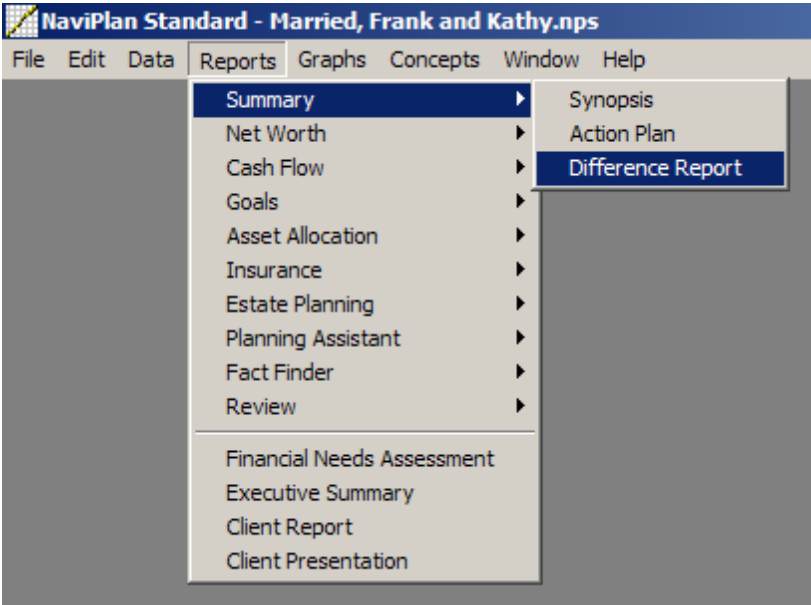 NaviPlan Standard - Married, Frank and Kathy.nps
File Edit Data Reports Graphs Concepts Window Help
Summary
Net Worth
Cash Flow
Goals
Asset Allocation
Insurance
Estate Planning
Planning Assistant
Fact Finder
Review
Financial Needs Assessment
Executive Summary
Client Report
Client Presentation
Synopsis
Action Plan
Difference Report